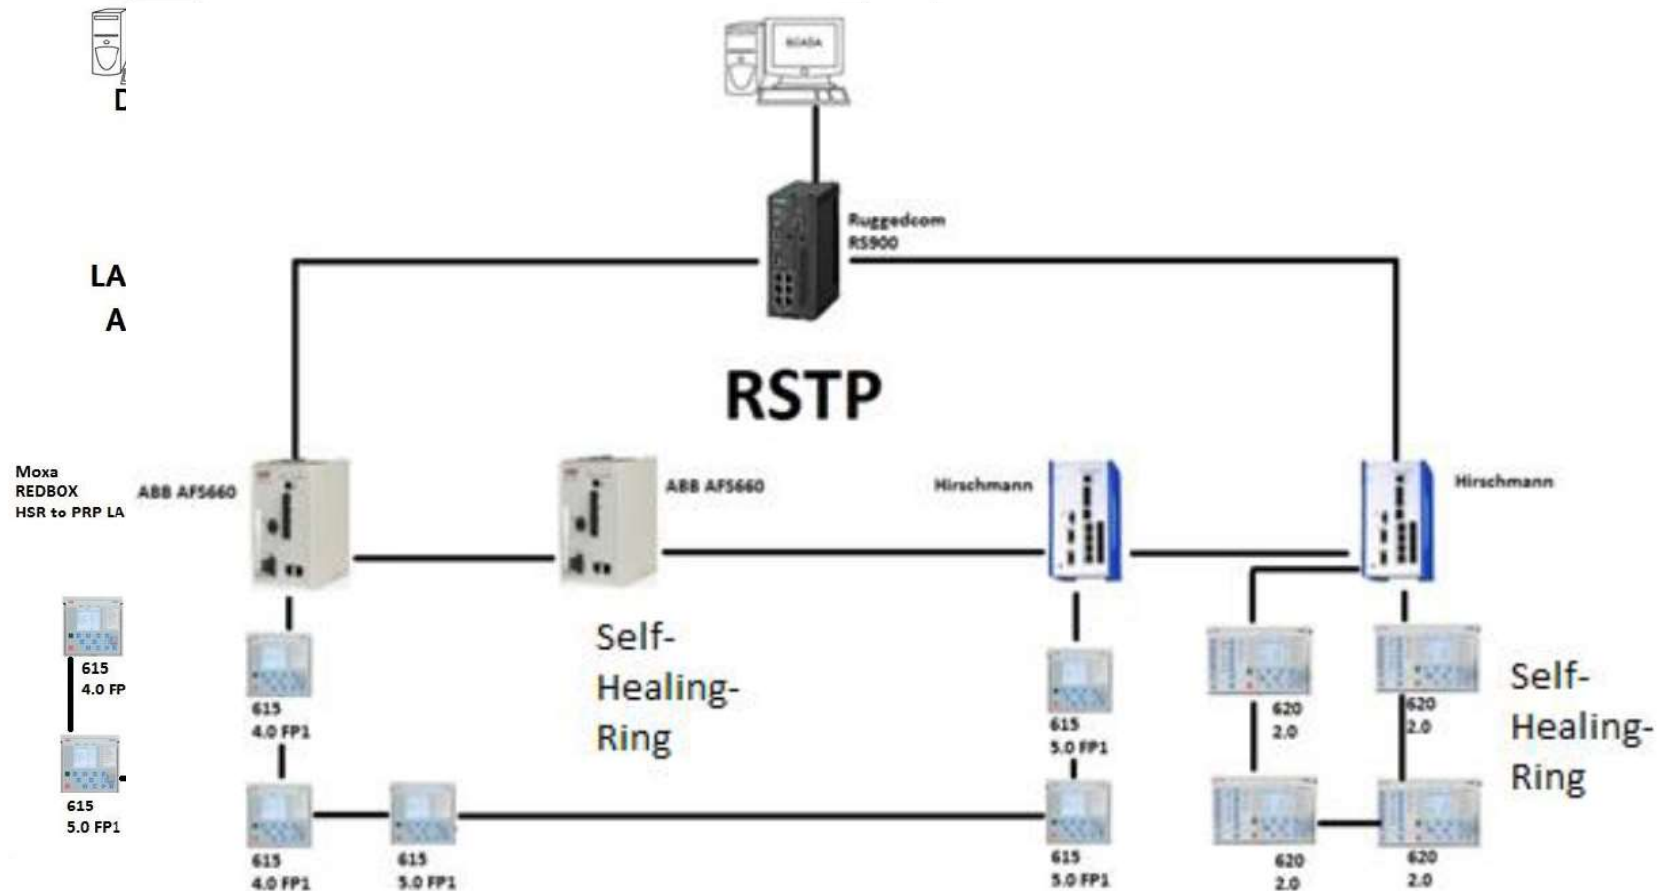 SCADA
D
Ruggedcom
RS900
LA
A
RSTP
Moxa
REDBOX
HSR to PRP LA
ABB AFS660
ABB AFS660
Hirschmann
Hirschmann
615
4.0 FP
615
5.0 FP1
615
4.0 FP1
615
4.0 FP1
615
5.0 FP1
Self-
Healing-
Ring
615
5.0 FP1
615
5.0 FP1
620
2.0
620
2.0
620
2.0
620
2.0
Self-
Healing-
Ring